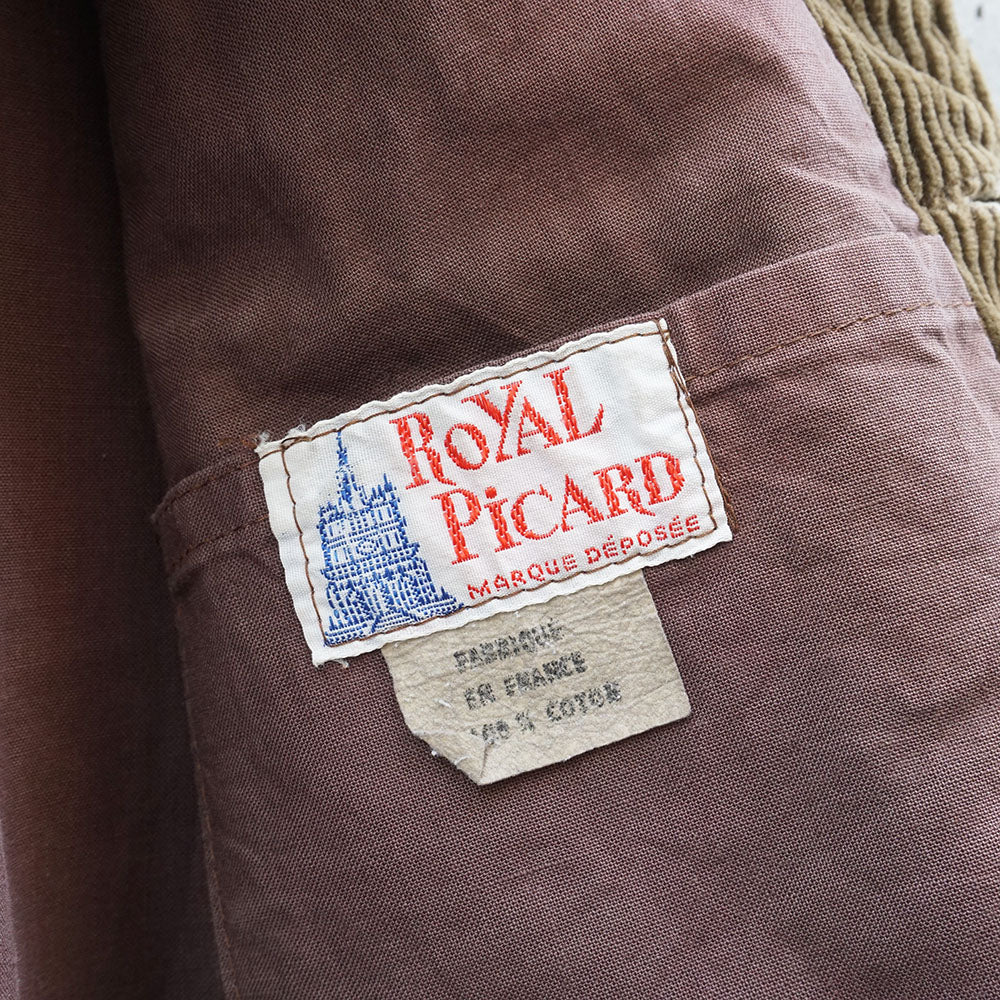 ROYAL
PiCARD
MARQUE DÉPOSÉE
FABRIQUÉ
EN FRANCE
100 % COTON